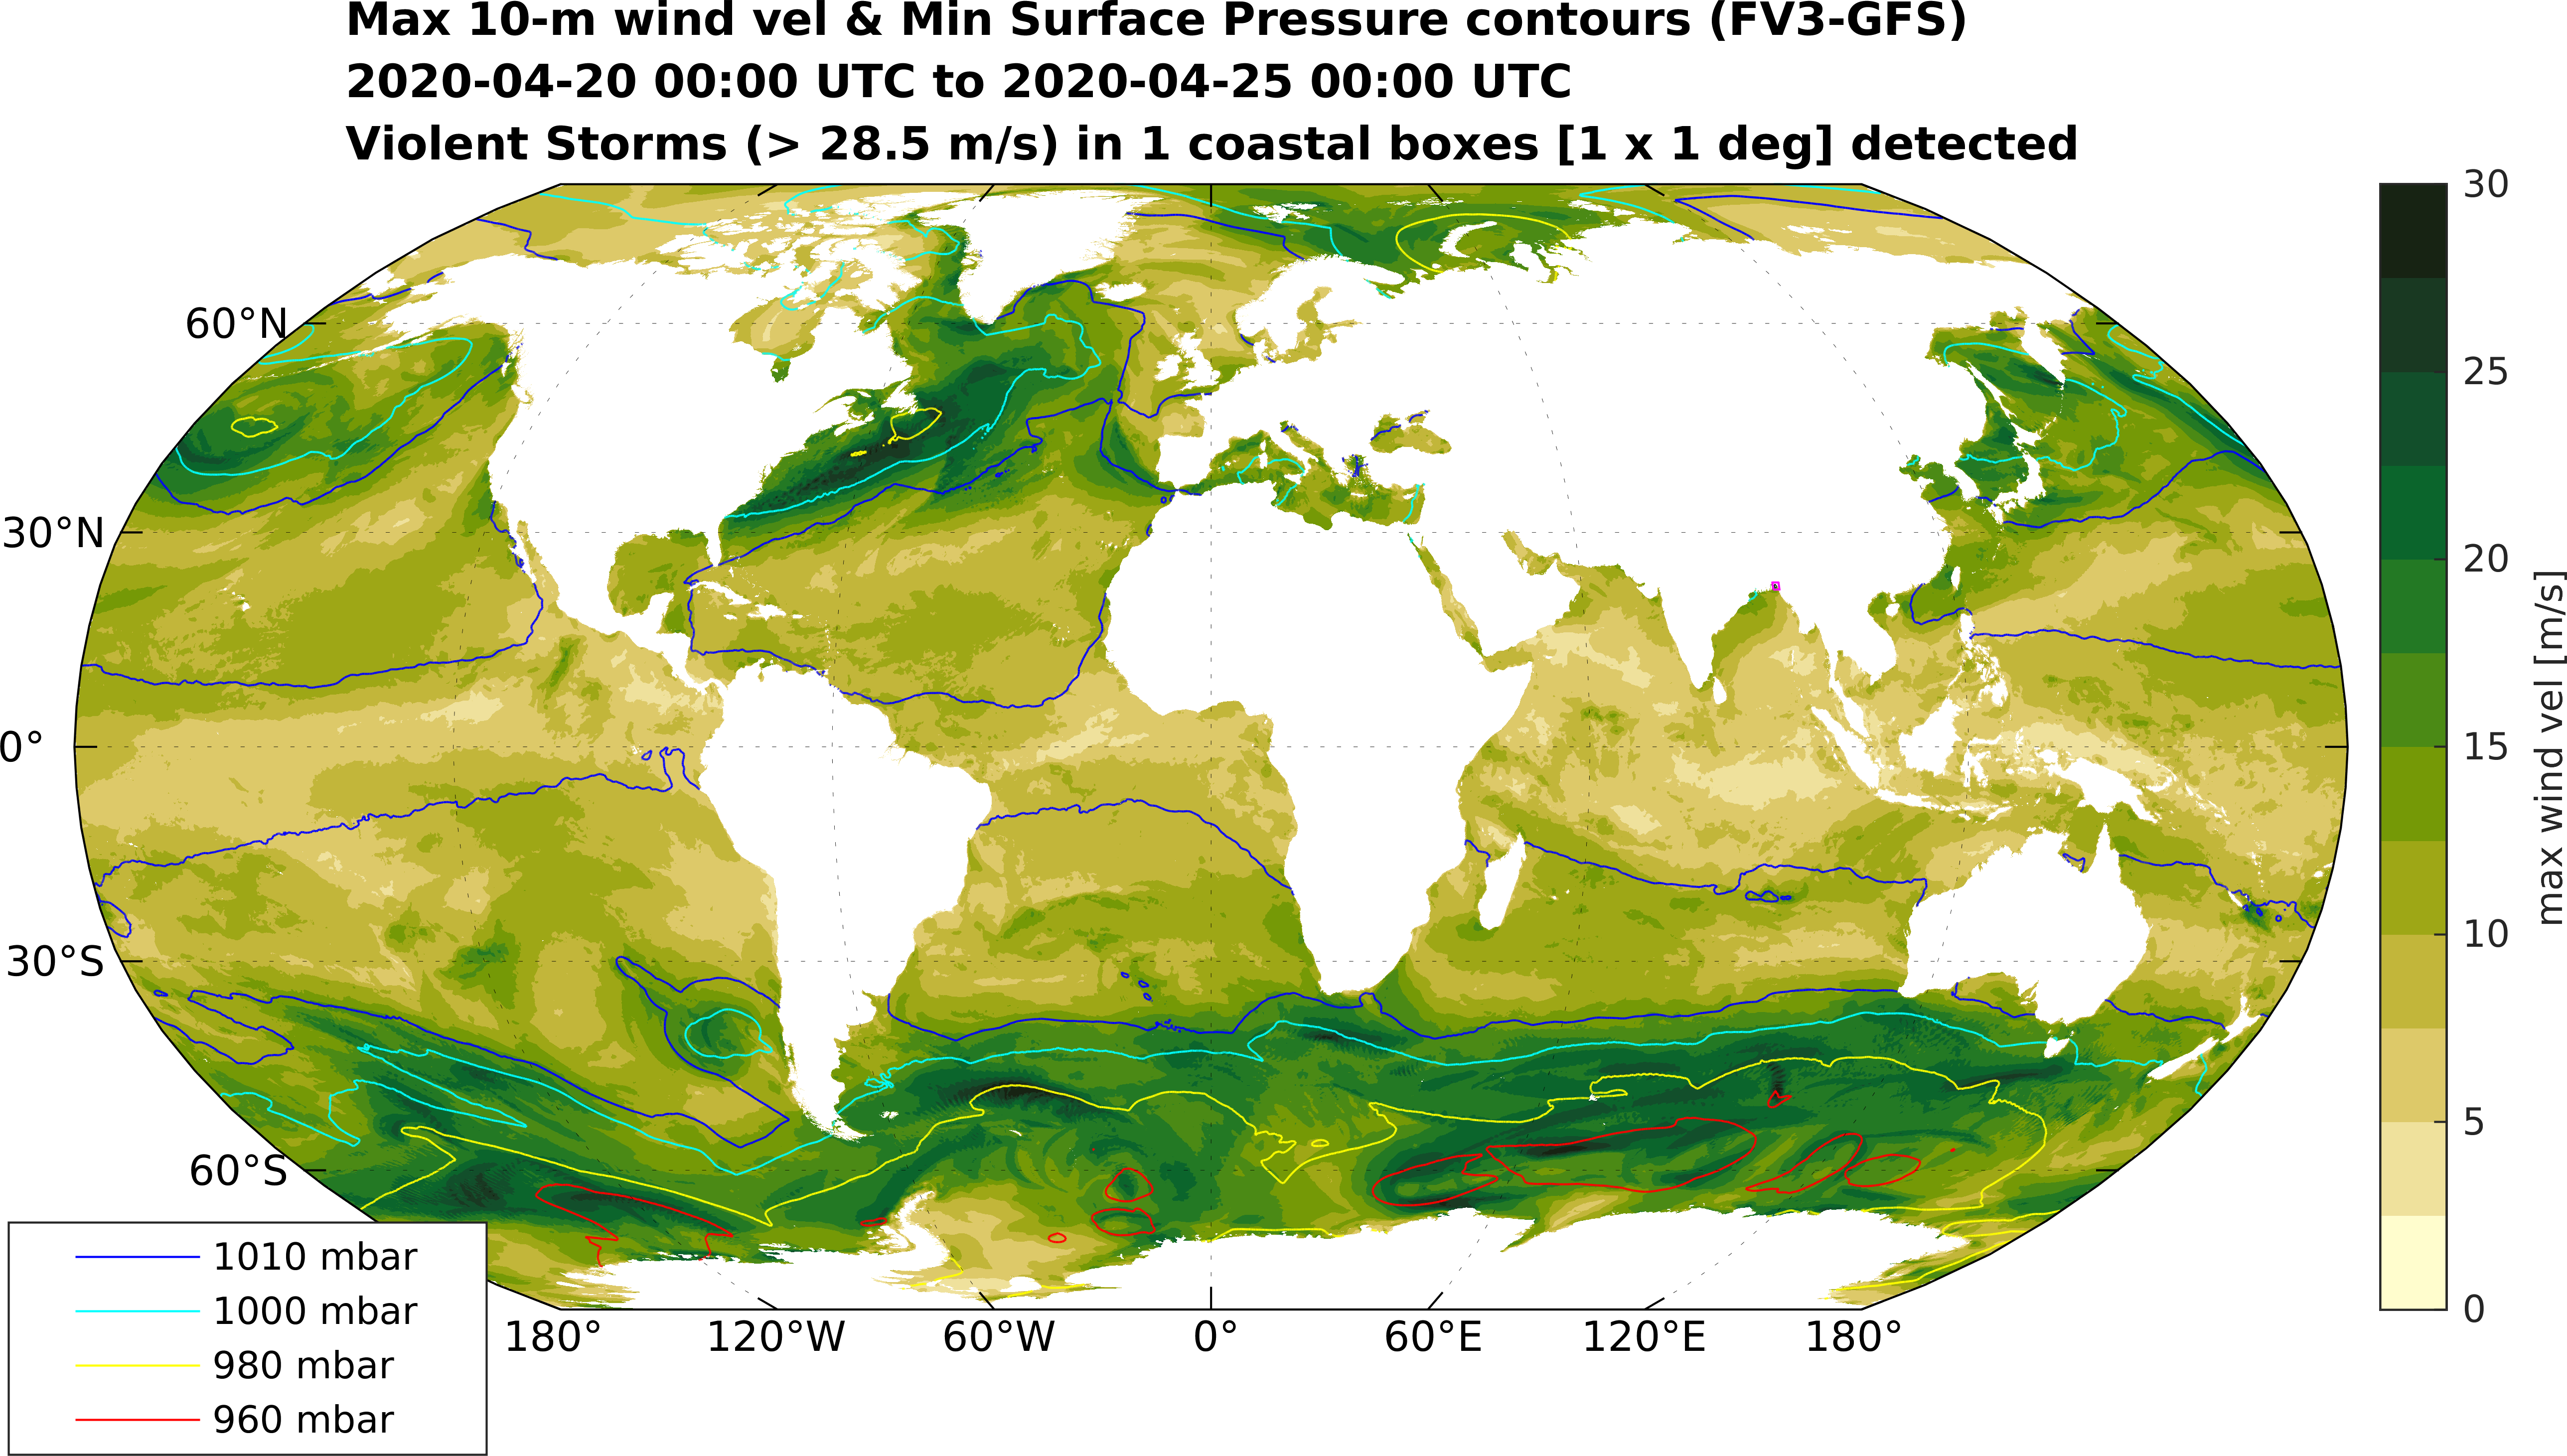 Max 10-m wind vel & Min Surface Pressure contours (FV3-GFS)
2020-04-20 00:00 UTC to 2020-04-25 00:00 UTC
Violent Storms (> 28.5 m/s) in 1 coastal boxes [1 x 1 deg] detected
60°N
30°N
0°
30°S
60°S
180°
120°W
60°W
0°
60°E
120°E
180°
1010 mbar
1000 mbar
980 mbar
960 mbar
30
25
20
15
10
5
0
max wind vel [m/s]